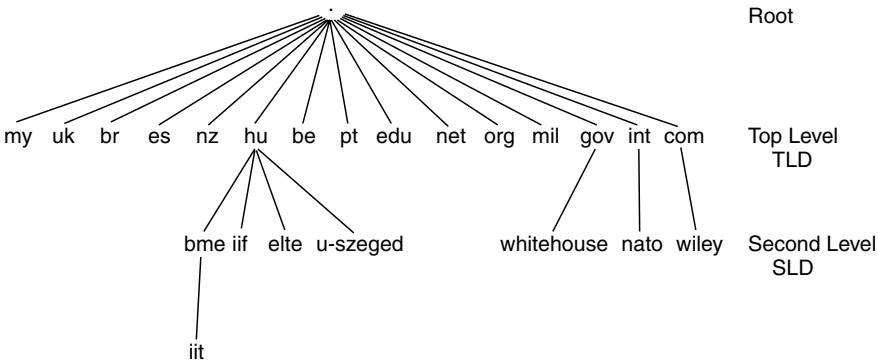 . Root
my uk br es nz hu be pt edu net org mil gov int com Top Level
TLD
bme iif elte u-szeged whitehouse nato wiley Second Level
SLD
iit